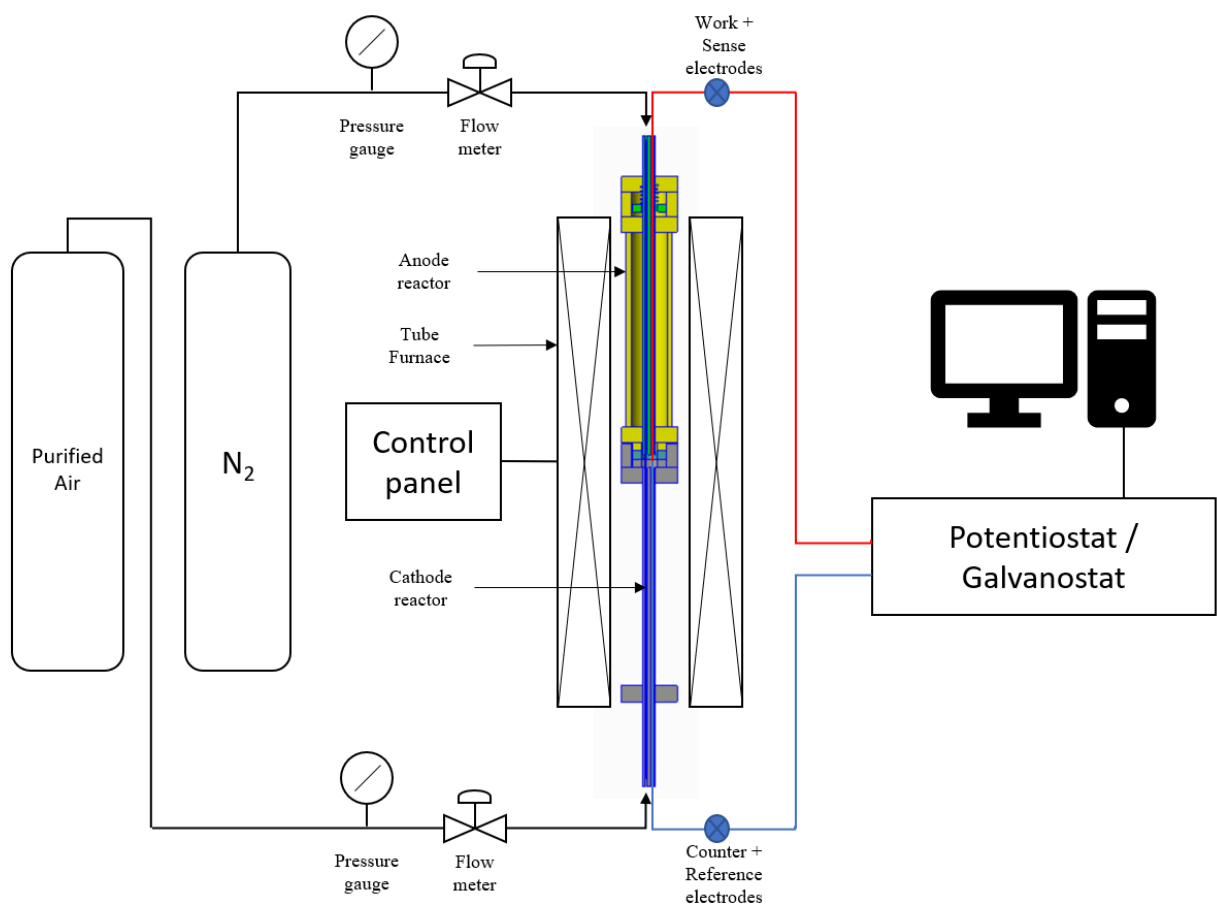 Work +
Sense
electrodes
Pressure
gauge
Flow
meter
Anode
reactor
Tube
Furnace
Control
panel
Purified
Air
N₂
Potentiostat /
Galvanostat
Cathode
reactor
Pressure
gauge
Flow
meter
Counter +
Reference
electrodes